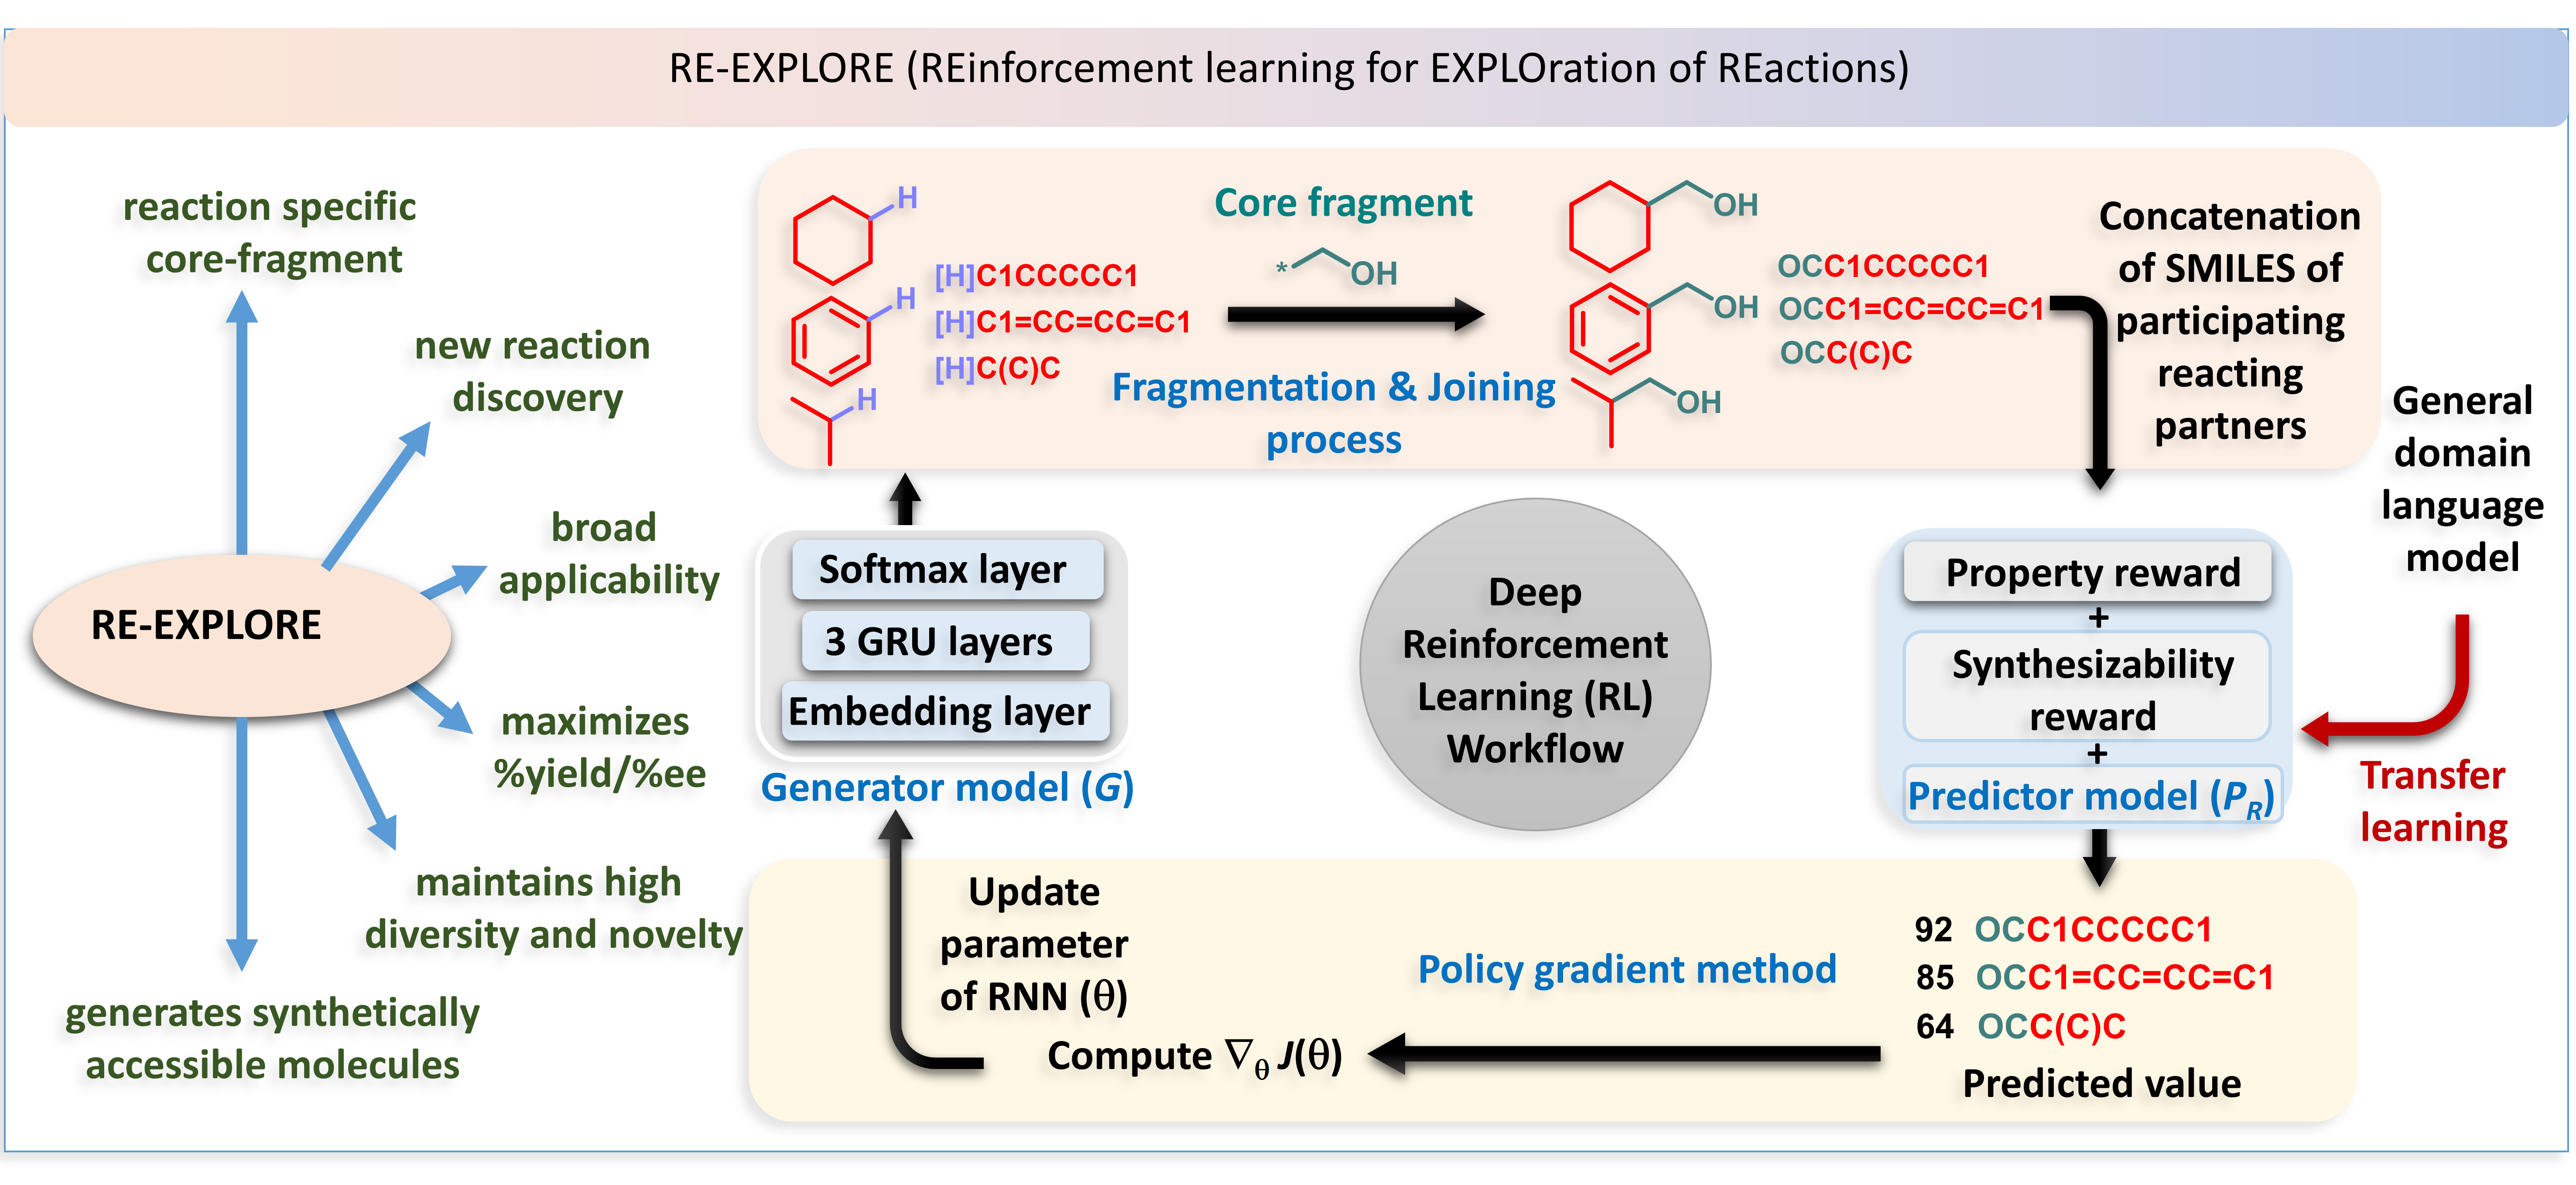 RE-EXPLORE (REinforcement learning for EXPLOration of REactions)
reaction specific
core-fragment
new reaction
discovery
broad
applicability
RE-EXPLORE
maximizes
%yield/%ee
maintains high
diversity and novelty
generates synthetically
accessible molecules
H
H
H
[H]C1CCCCC1
[H]C1=CC=CC=C1
[H]C(C)C
Core fragment
* OH
Fragmentation & Joining
process
OH
OH
OH
OCC1CCCCC1
OCC1=CC=CC=C1
OCC(C)C
Concatenation
of SMILES of
participating
reacting
partners
General
domain
language
model
Transfer
learning
Softmax layer
3 GRU layers
Embedding layer
Generator model (G)
Deep
Reinforcement
Learning (RL)
Workflow
Property reward
+
Synthesizability
reward
+
Predictor model (P_R)
92 OCC1CCCCC1
85 OCC1=CC=CC=C1
64 OCC(C)C
Predicted value
Policy gradient method
Compute ∇_θ J(θ)
Update
parameter
of RNN (θ)